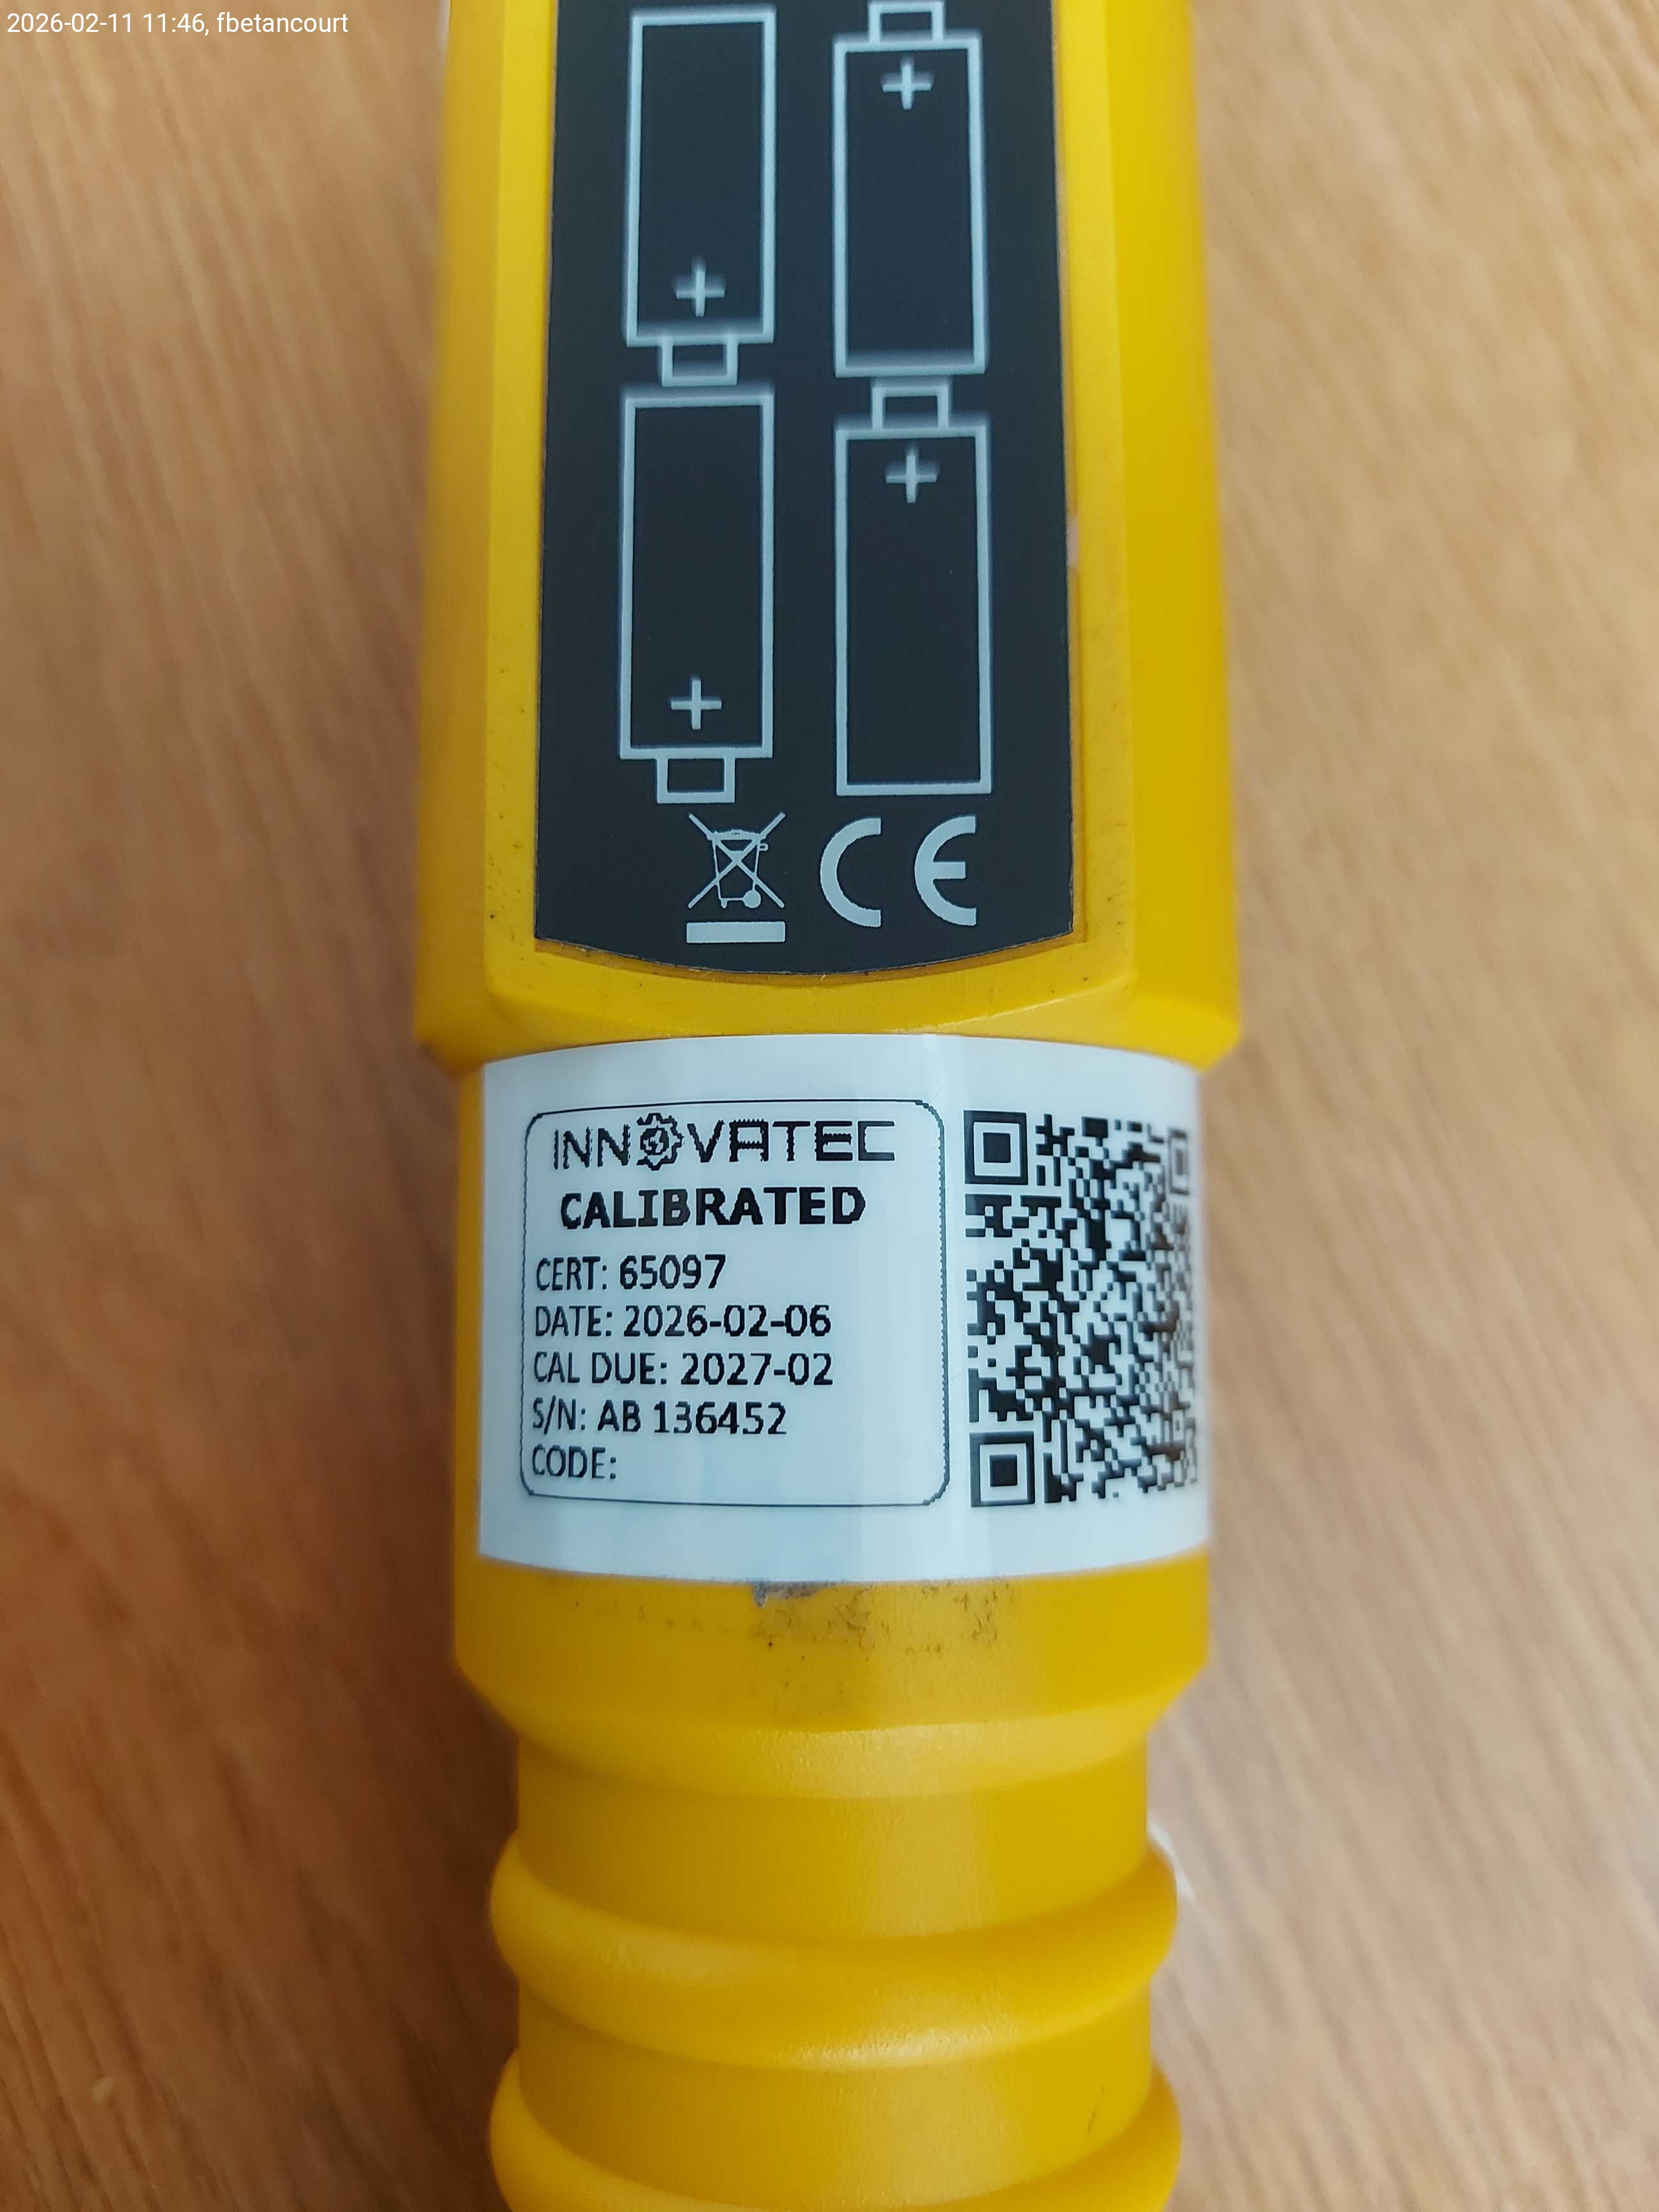 2026-02-11 11:46, fbetancourt
+
+
+
+
CE
INNOVATEC
CALIBRATED
CERT: 65097
DATE: 2026-02-06
CAL DUE: 2027-02
S/N: AB 136452
CODE: